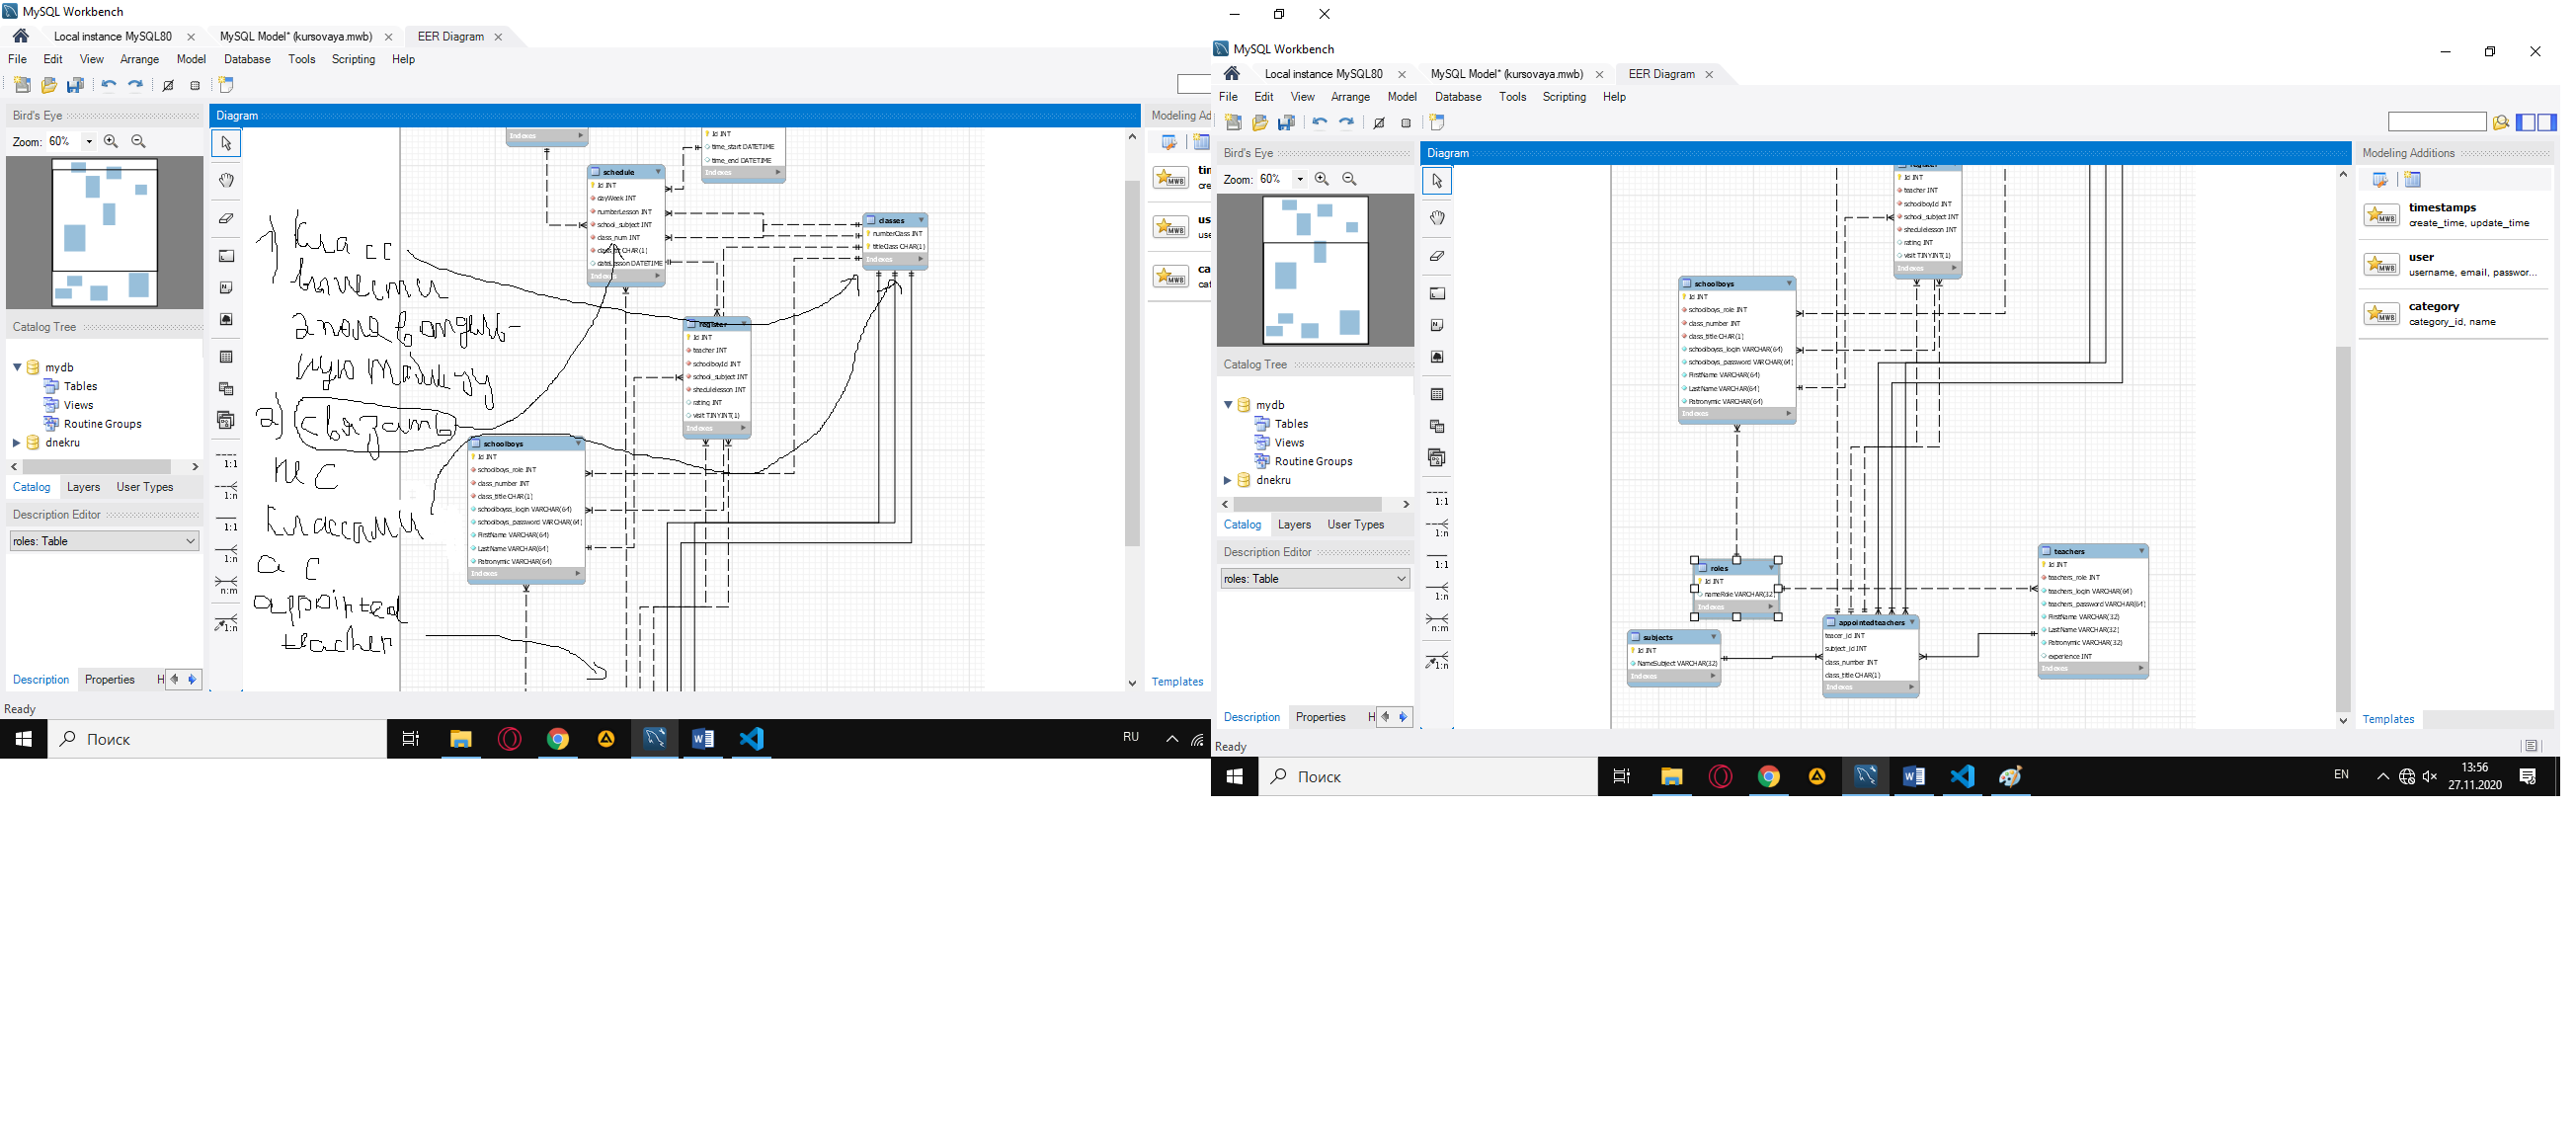 MySQL Workbench
Local instance MySQL80
MySQL Model* (kursovaya.mwb)
EER Diagram
File Edit View Arrange Model Database Tools Scripting Help
Bird's Eye
Zoom: 60%
Catalog Tree
mydb
Tables
Views
Routine Groups
dnekru
Catalog Layers User Types
Description Editor
roles: Table
Description Properties H
Ready
Diagram
1:1
1:n
1:1
1:n
n:m
1:n
1) Класс
вынести
2) связать
не с
классами
а с
appointed
teacher
Indexes
Id INT
time_start DATETIME
time_end DATETIME
Indexes
schedule
Id INT
dayWeek INT
numberLesson INT
school_subject INT
class_num INT
CHAR(1)
dateLesson DATETIME
Indexes
classes
numberClass INT
titleClass CHAR(1)
Indexes
register
Id INT
teacher INT
schoolboyId INT
school_subject INT
shedulelesson INT
rating INT
visit TINYINT(1)
Indexes
schoolboys
Id INT
schoolboys_role INT
class_number INT
class_title CHAR(1)
schoolboyss_login VARCHAR(64)
schoolboys_password VARCHAR(64)
FirstName VARCHAR(64)
LastName VARCHAR(64)
Patronymic VARCHAR(64)
Indexes
Modeling Ad
tin
cre
us
use
ca
cat
Templates
Поиск
RU
MySQL Workbench
Local instance MySQL80
MySQL Model* (kursovaya.mwb)
EER Diagram
File Edit View Arrange Model Database Tools Scripting Help
Bird's Eye
Zoom: 60%
Catalog Tree
mydb
Tables
Views
Routine Groups
dnekru
Catalog Layers User Types
Description Editor
roles: Table
Description Properties H
Ready
Diagram
1:1
1:n
1:1
1:n
n:m
1:n
register
Id INT
teacher INT
schoolboyId INT
school_subject INT
shedulelesson INT
rating INT
visit TINYINT(1)
Indexes
schoolboys
Id INT
schoolboys_role INT
class_number INT
class_title CHAR(1)
schoolboyss_login VARCHAR(64)
schoolboys_password VARCHAR(64)
FirstName VARCHAR(64)
LastName VARCHAR(64)
Patronymic VARCHAR(64)
Indexes
roles
Id INT
nameRole VARCHAR(32)
Indexes
subjects
Id INT
NameSubject VARCHAR(32)
Indexes
appointedteachers
teacer_id INT
subject_id INT
class_number INT
class_title CHAR(1)
Indexes
teachers
Id INT
teachers_role INT
teachers_login VARCHAR(64)
teachers_password VARCHAR(64)
FirstName VARCHAR(32)
LastName VARCHAR(32)
Patronymic VARCHAR(32)
experience INT
Indexes
Modeling Additions
timestamps
create_time, update_time
user
username, email, passwor...
category
category_id, name
Templates
Поиск
EN
13:56
27.11.2020